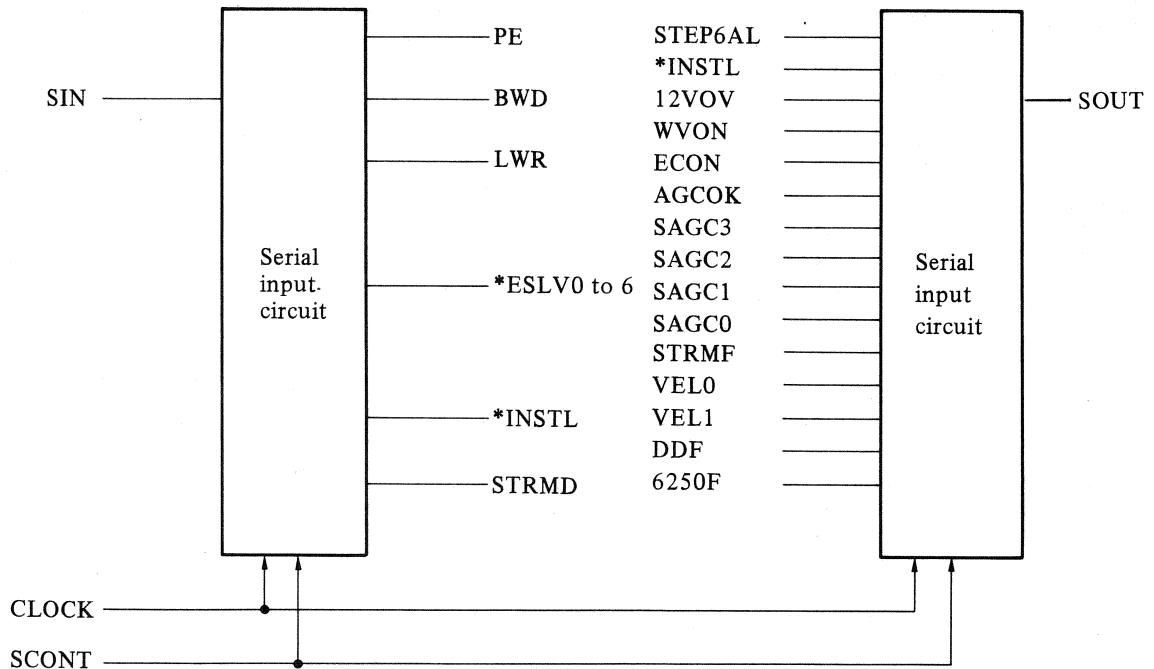 SIN
Serial
input.
circuit
PE
BWD
LWR
*ESLV0 to 6
*INSTL
STRMD
STEP6AL
*INSTL
12VOV
WVON
ECON
AGCOK
SAGC3
SAGC2
SAGC1
SAGC0
STRMF
VEL0
VEL1
DDF
6250F
Serial
input
circuit
SOUT
CLOCK
SCONT